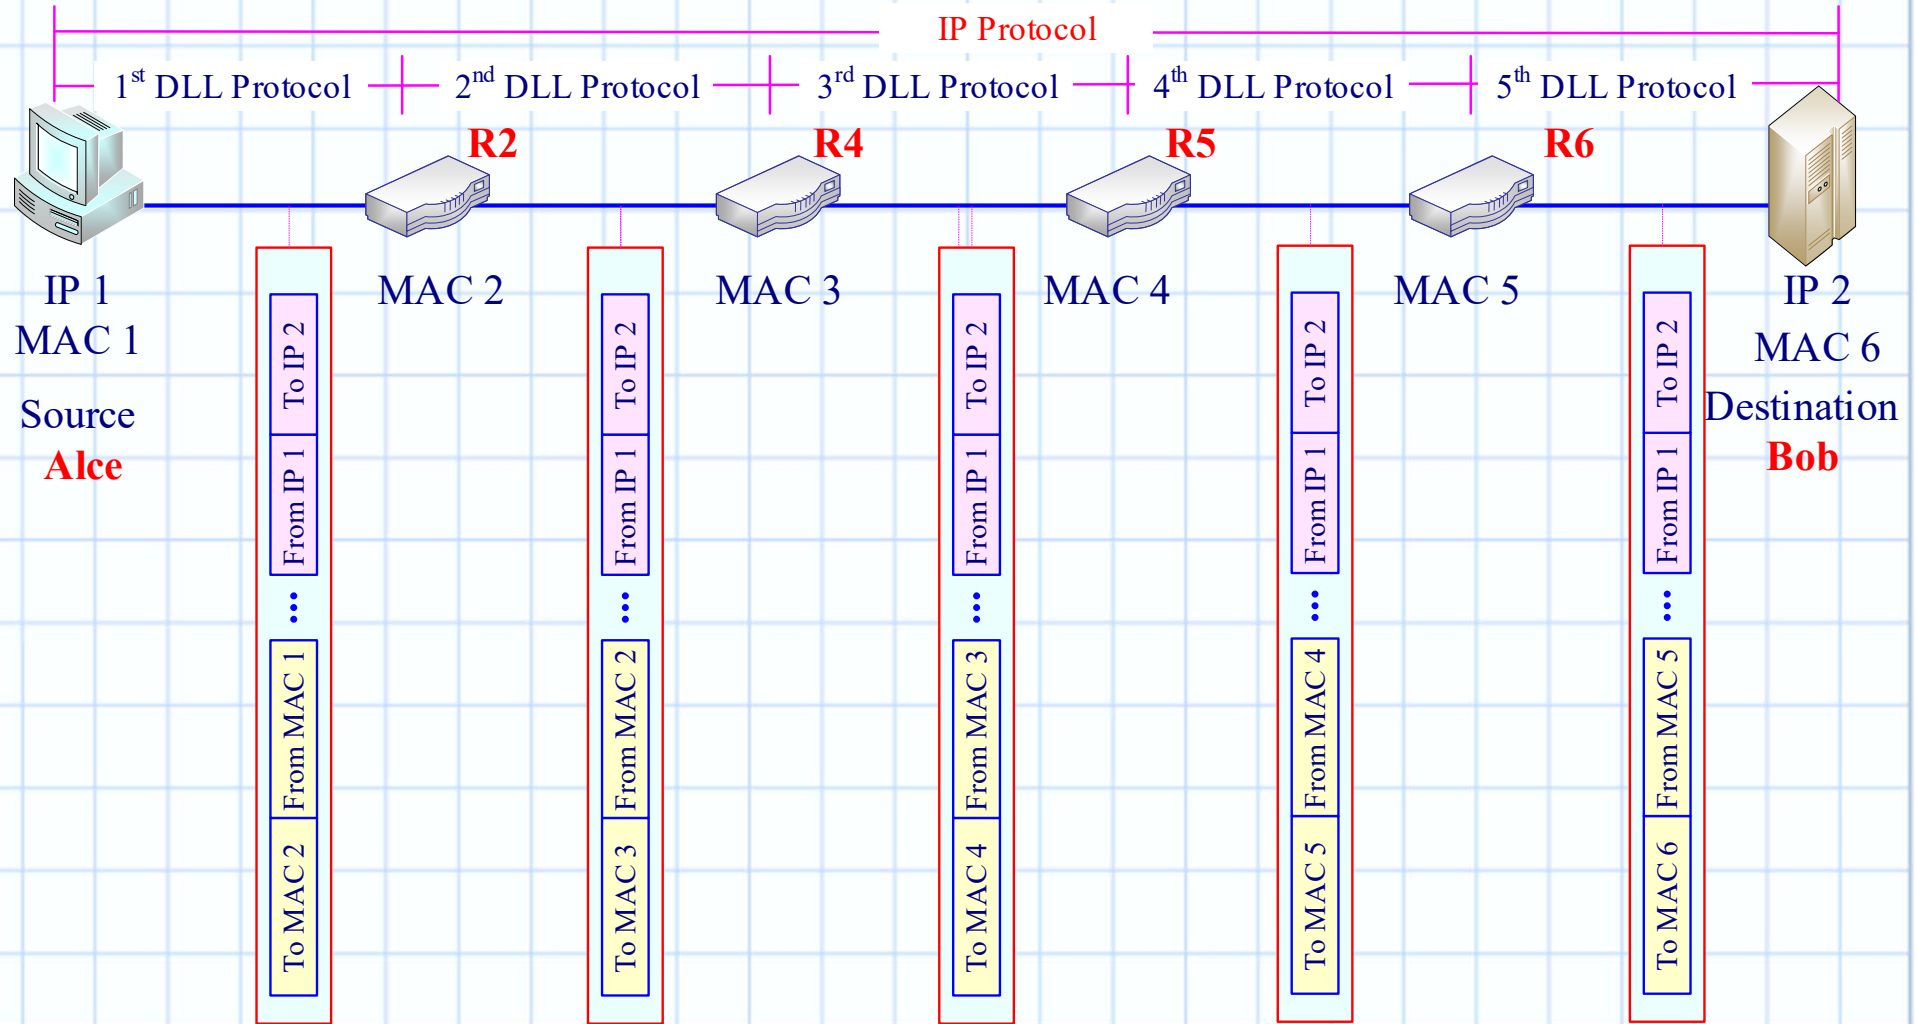 IP Protocol
1st DLL Protocol
2nd DLL Protocol
3rd DLL Protocol
4th DLL Protocol
5th DLL Protocol
R2
R4
R5
R6
IP 1
MAC 1
Source
Alce
MAC 2
MAC 3
MAC 4
MAC 5
IP 2
MAC 6
Destination
Bob
To IP 2
From IP 1
...
From MAC 1
To MAC 2
To IP 2
From IP 1
...
From MAC 2
To MAC 3
To IP 2
From IP 1
...
From MAC 3
To MAC 4
To IP 2
From IP 1
...
From MAC 4
To MAC 5
To IP 2
From IP 1
...
From MAC 5
To MAC 6